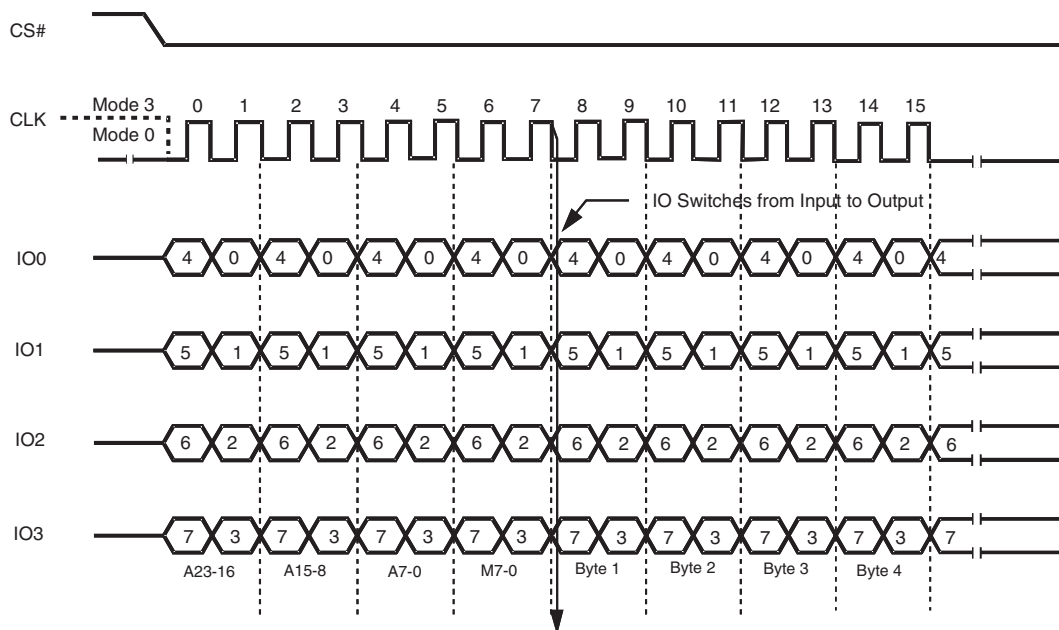 CS#
CLK
Mode 3
Mode 0
0 1 2 3 4 5 6 7 8 9 10 11 12 13 14 15
IO Switches from Input to Output
IO0 4 0 4 0 4 0 4 0 4 0 4 0 4 0 4 0 4
IO1 5 1 5 1 5 1 5 1 5 1 5 1 5 1 5 1 5
IO2 6 2 6 2 6 2 6 2 6 2 6 2 6 2 6 2 6
IO3 7 3 7 3 7 3 7 3 7 3 7 3 7 3 7 3 7
A23-16 A15-8 A7-0 M7-0 Byte 1 Byte 2 Byte 3 Byte 4